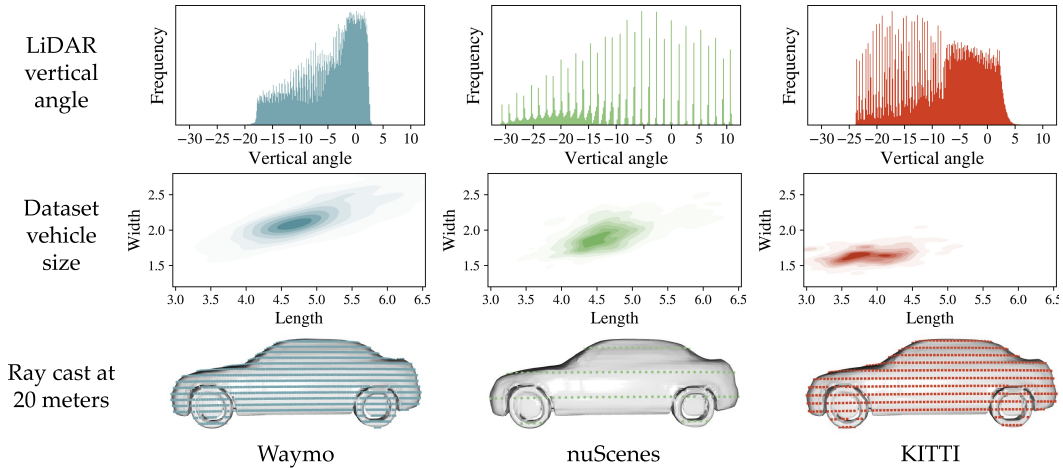 LiDAR
vertical
angle
Frequency
−30 −25 −20 −15 −10 −5 0 5 10
Vertical angle
Frequency
−30 −25 −20 −15 −10 −5 0 5 10
Vertical angle
Frequency
−30 −25 −20 −15 −10 −5 0 5 10
Vertical angle
Dataset
vehicle
size
Width
2.5
2.0
1.5
3.0 3.5 4.0 4.5 5.0 5.5 6.0 6.5
Length
Width
2.5
2.0
1.5
3.0 3.5 4.0 4.5 5.0 5.5 6.0 6.5
Length
Width
2.5
2.0
1.5
3.0 3.5 4.0 4.5 5.0 5.5 6.0 6.5
Length
Ray cast at
20 meters
Waymo
nuScenes
KITTI